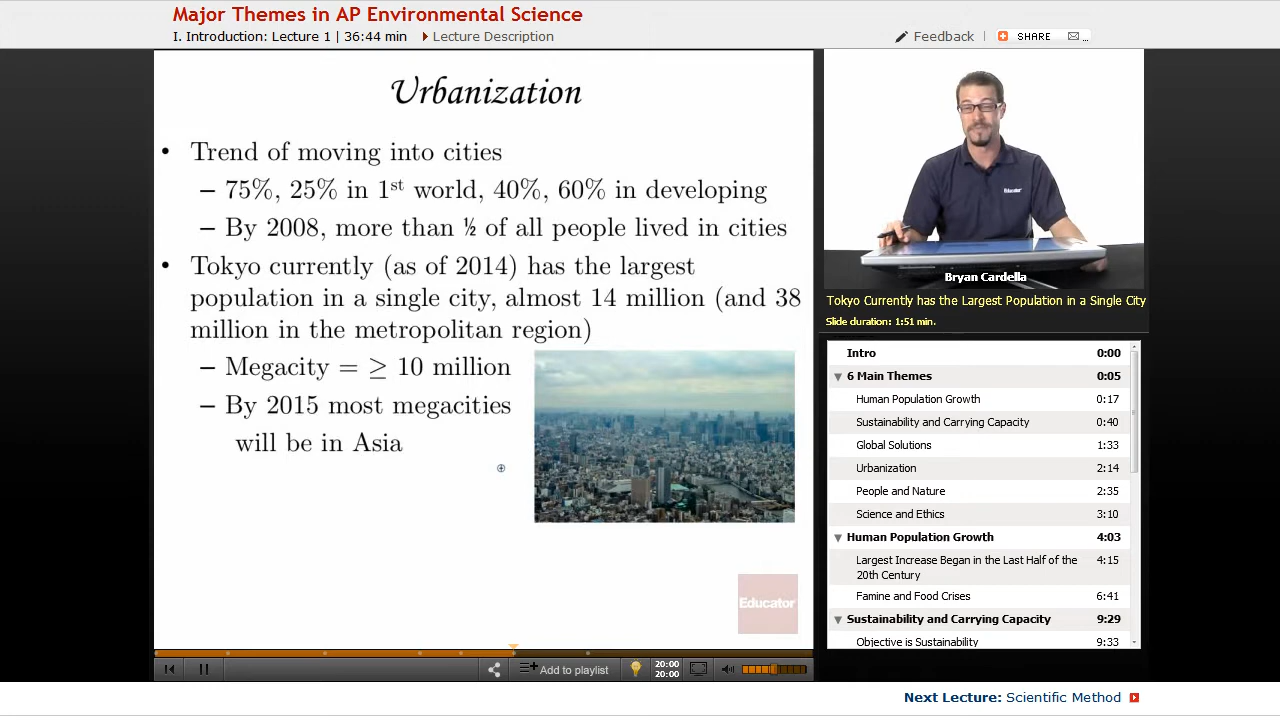 Major Themes in AP Environmental Science
I. Introduction: Lecture 1 | 36:44 min
Lecture Description
Feedback
SHARE
Urbanization
• Trend of moving into cities
– 75%, 25% in 1st world, 40%, 60% in developing
– By 2008, more than ½ of all people lived in cities
• Tokyo currently (as of 2014) has the largest
population in a single city, almost 14 million (and 38
million in the metropolitan region)
– Megacity = ≥ 10 million
– By 2015 most megacities
will be in Asia
Educator
Educator
Bryan Cardella
Tokyo Currently has the Largest Population in a Single City
Slide duration: 1:51 min.
Intro 0:00
6 Main Themes 0:05
Human Population Growth 0:17
Sustainability and Carrying Capacity 0:40
Global Solutions 1:33
Urbanization 2:14
People and Nature 2:35
Science and Ethics 3:10
Human Population Growth 4:03
Largest Increase Began in the Last Half of the 4:15
20th Century
Famine and Food Crises 6:41
Sustainability and Carrying Capacity 9:29
Objective is Sustainability 9:33
Add to playlist
20:00
20:00
Next Lecture: Scientific Method